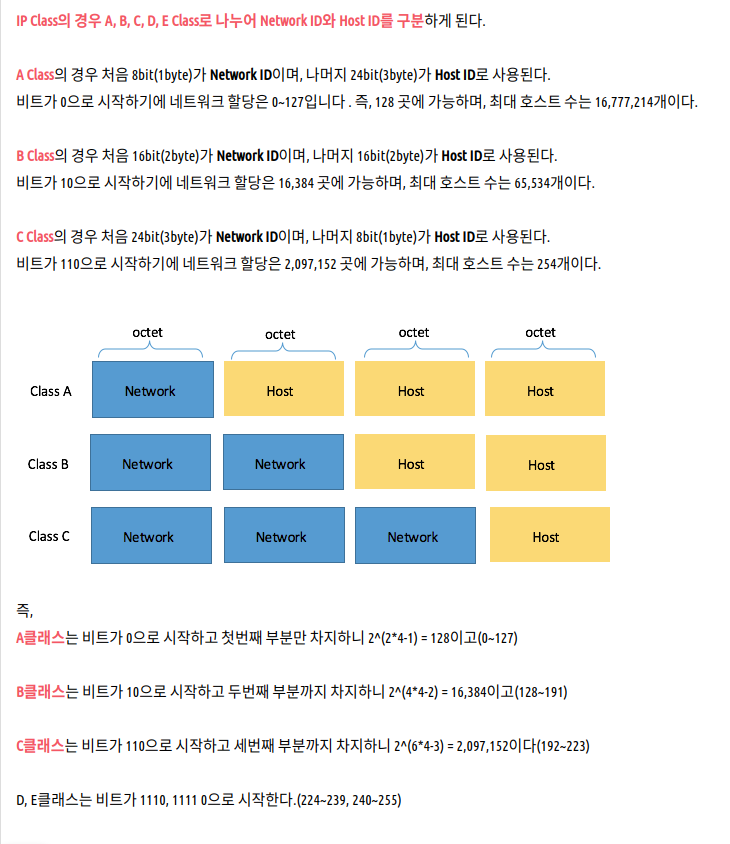 IP Class의 경우 A, B, C, D, E Class로 나누어 Network ID와 Host ID를 구분하게 된다.
A Class의 경우 처음 8bit(1byte)가 Network ID이며, 나머지 24bit(3byte)가 Host ID로 사용된다.
비트가 0으로 시작하기에 네트워크 할당은 0~127입니다 . 즉, 128 곳에 가능하며, 최대 호스트 수는 16,777,214개이다.
B Class의 경우 처음 16bit(2byte)가 Network ID이며, 나머지 16bit(2byte)가 Host ID로 사용된다.
비트가 10으로 시작하기에 네트워크 할당은 16,384 곳에 가능하며, 최대 호스트 수는 65,534개이다.
C Class의 경우 처음 24bit(3byte)가 Network ID이며, 나머지 8bit(1byte)가 Host ID로 사용된다.
비트가 110으로 시작하기에 네트워크 할당은 2,097,152 곳에 가능하며, 최대 호스트 수는 254개이다.
octet octet octet octet
Class A Network Host Host Host
Class B Network Network Host Host
Class C Network Network Network Host
즉,
A클래스는 비트가 0으로 시작하고 첫번째 부분만 차지하니 2^(2*4-1) = 128이고(0~127)
B클래스는 비트가 10으로 시작하고 두번째 부분까지 차지하니 2^(4*4-2) = 16,384이고(128~191)
C클래스는 비트가 110으로 시작하고 세번째 부분까지 차지하니 2^(6*4-3) = 2,097,152이다(192~223)
D, E클래스는 비트가 1110, 1111 0으로 시작한다.(224~239, 240~255)